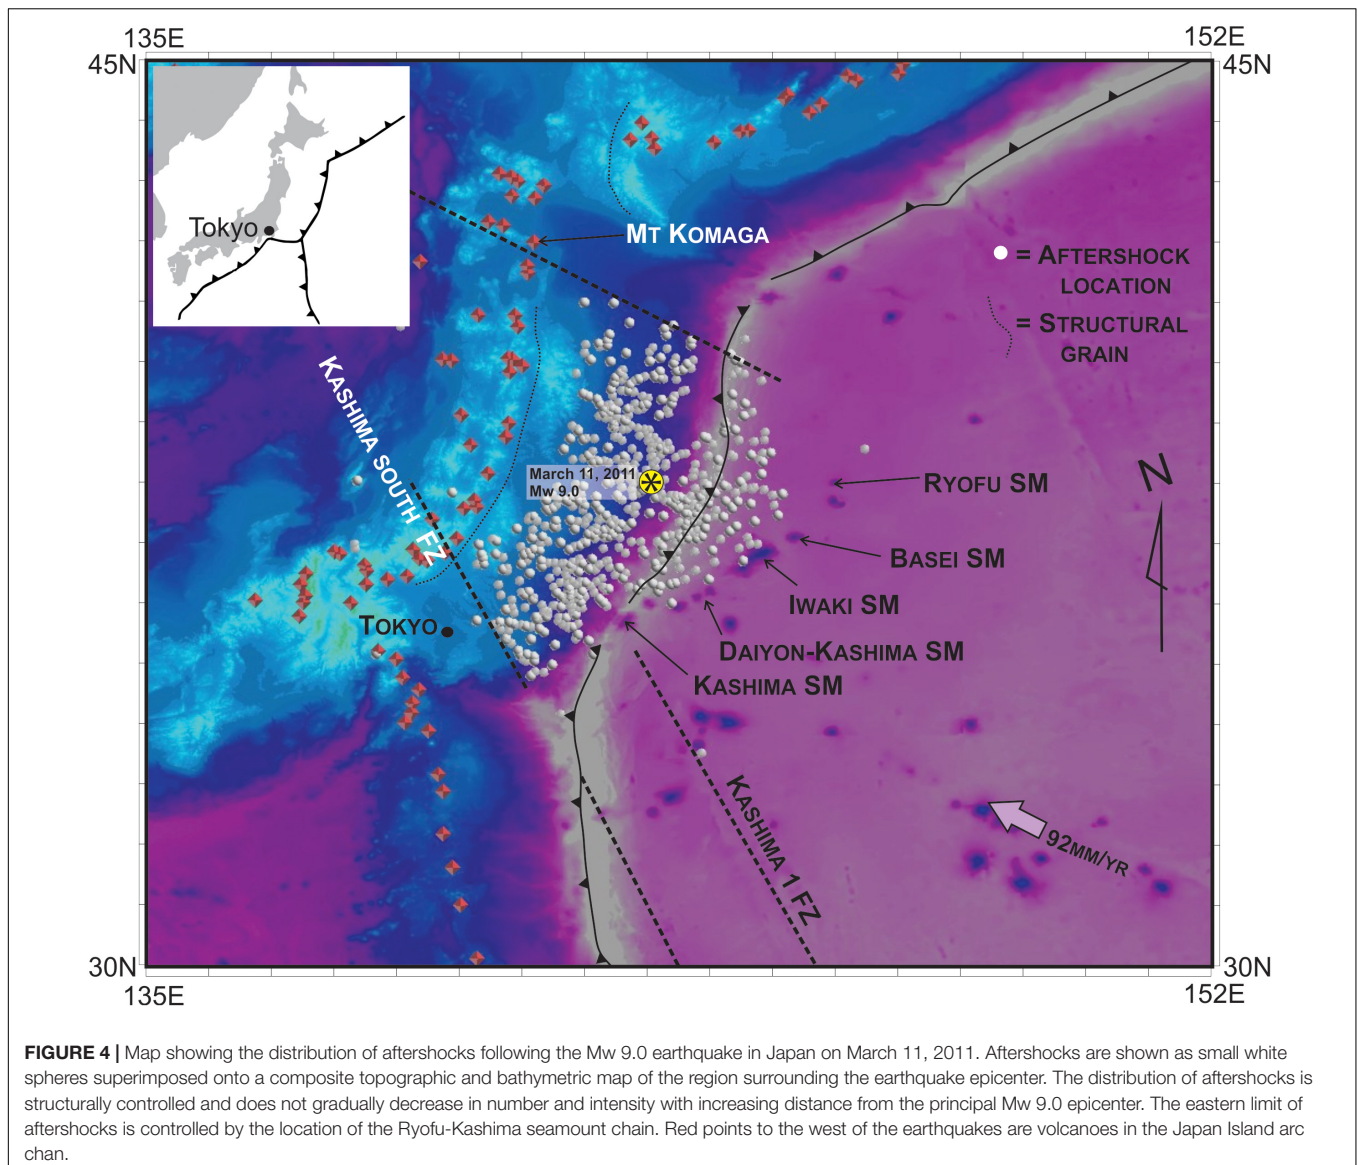 135E
152E
45N
45N
Tokyo
MT KOMAGA
= AFTERSHOCK
LOCATION
= STRUCTURAL
GRAIN
KASHIMA SOUTH FZ
March 11, 2011
Mw 9.0
N
RYOFU SM
BASEI SM
IWAKI SM
TOKYO
DAIYON-KASHIMA SM
KASHIMA SM
KASHIMA 1 FZ
92MM/YR
30N
30N
135E
152E
FIGURE 4 | Map showing the distribution of aftershocks following the Mw 9.0 earthquake in Japan on March 11, 2011. Aftershocks are shown as small white
spheres superimposed onto a composite topographic and bathymetric map of the region surrounding the earthquake epicenter. The distribution of aftershocks is
structurally controlled and does not gradually decrease in number and intensity with increasing distance from the principal Mw 9.0 epicenter. The eastern limit of
aftershocks is controlled by the location of the Ryofu-Kashima seamount chain. Red points to the west of the earthquakes are volcanoes in the Japan Island arc
chan.